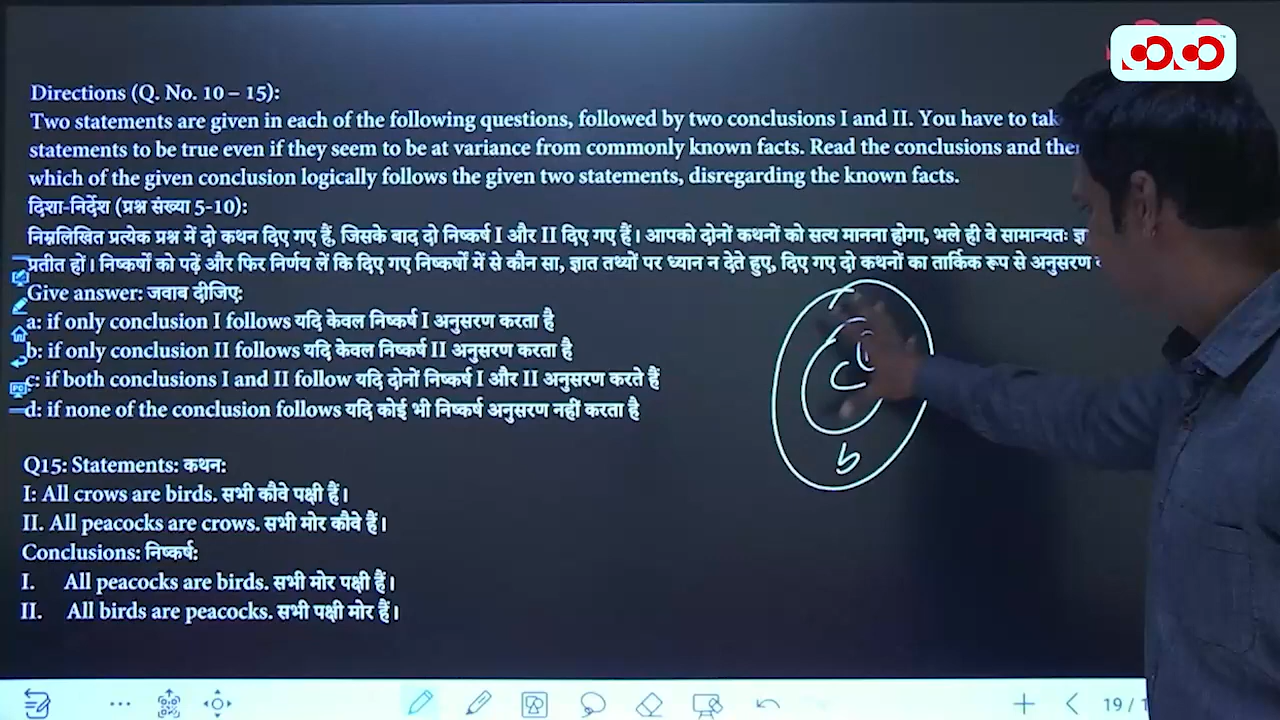 Directions (Q. No. 10 – 15):
Two statements are given in each of the following questions, followed by two conclusions I and II. You have to
statements to be true even if they seem to be at variance from commonly known facts. Read the conclusions and
which of the given conclusion logically follows the given two statements, disregarding the known facts.
दिशा-निर्देश (प्रश्न संख्या 5-10):
निम्नलिखित प्रत्येक प्रश्न में दो कथन दिए गए हैं, जिसके बाद दो निष्कर्ष I और II दिए गए हैं। आपको दोनों कथनों को सत्य मानना होगा, भले ही वे सामान्यतः
प्रतीत हों। निष्कर्षों को पढ़ें और फिर निर्णय लें कि दिए गए निष्कर्षों में से कौन सा, ज्ञात तथ्यों पर ध्यान न देते हुए, दिए गए दो कथनों का तार्किक रूप से अनुसरण
Give answer: जवाब दीजिए:
a: if only conclusion I follows यदि केवल निष्कर्ष I अनुसरण करता है
b: if only conclusion II follows यदि केवल निष्कर्ष II अनुसरण करता है
c: if both conclusions I and II follow यदि दोनों निष्कर्ष I और II अनुसरण करते हैं
d: if none of the conclusion follows यदि कोई भी निष्कर्ष अनुसरण नहीं करता है
C
b
Q15: Statements: कथन:
I: All crows are birds. सभी कौवे पक्षी हैं।
II. All peacocks are crows. सभी मोर कौवे हैं।
Conclusions: निष्कर्ष:
I. All peacocks are birds. सभी मोर पक्षी हैं।
II. All birds are peacocks. सभी पक्षी मोर हैं।
19 /